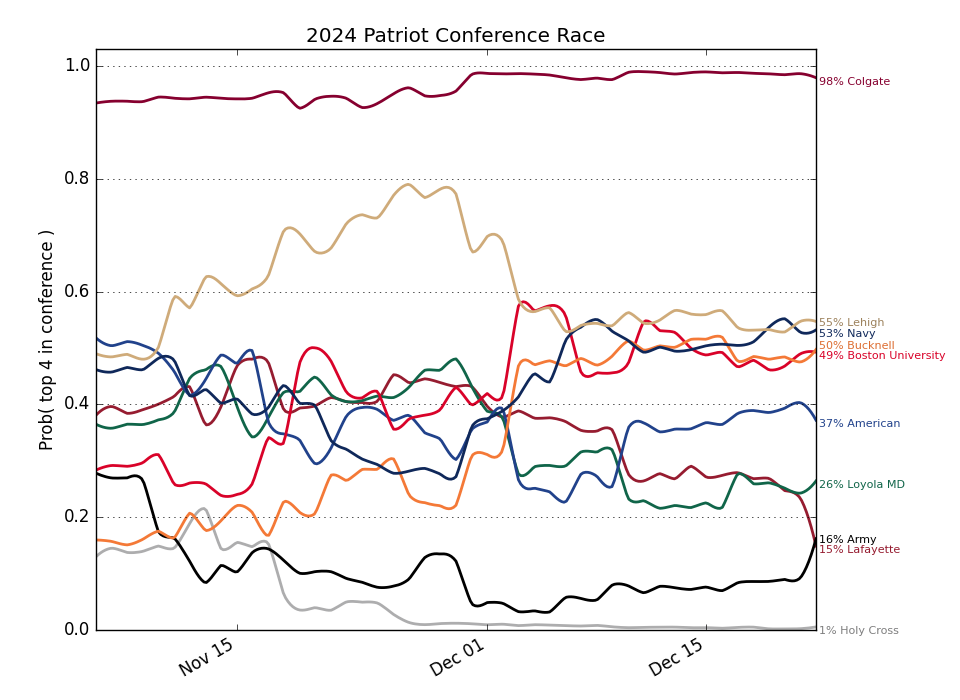 2024 Patriot Conference Race
Prob( top 4 in conference )
1.0
0.8
0.6
0.4
0.2
0.0
Nov 15
Dec 01
Dec 15
98% Colgate
55% Lehigh
53% Navy
50% Bucknell
49% Boston University
37% American
26% Loyola MD
16% Army
15% Lafayette
1% Holy Cross